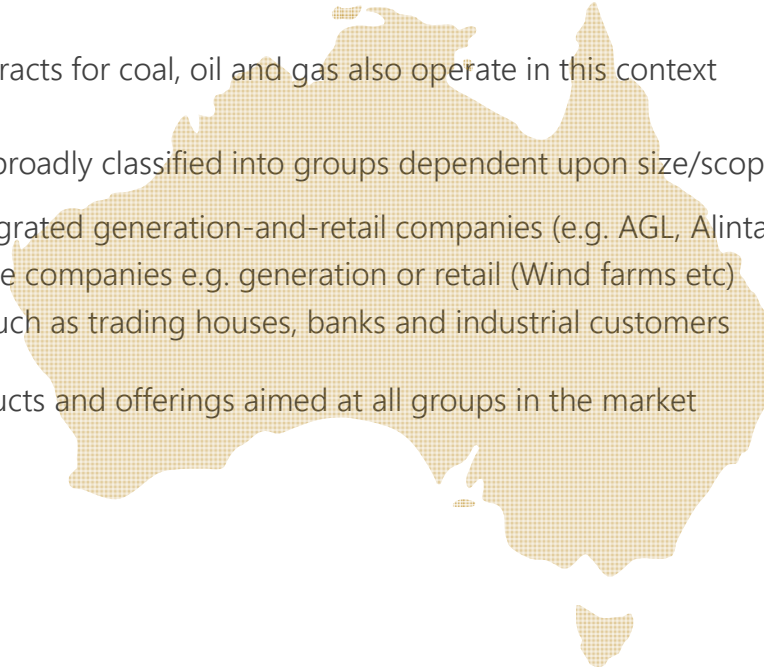 racts for coal, oil and gas also operate in this context
broadly classified into groups dependent upon size/scop
grated generation-and-retail companies (e.g. AGL, Alinta
e companies e.g. generation or retail (Wind farms etc)
uch as trading houses, banks and industrial customers
ucts and offerings aimed at all groups in the market